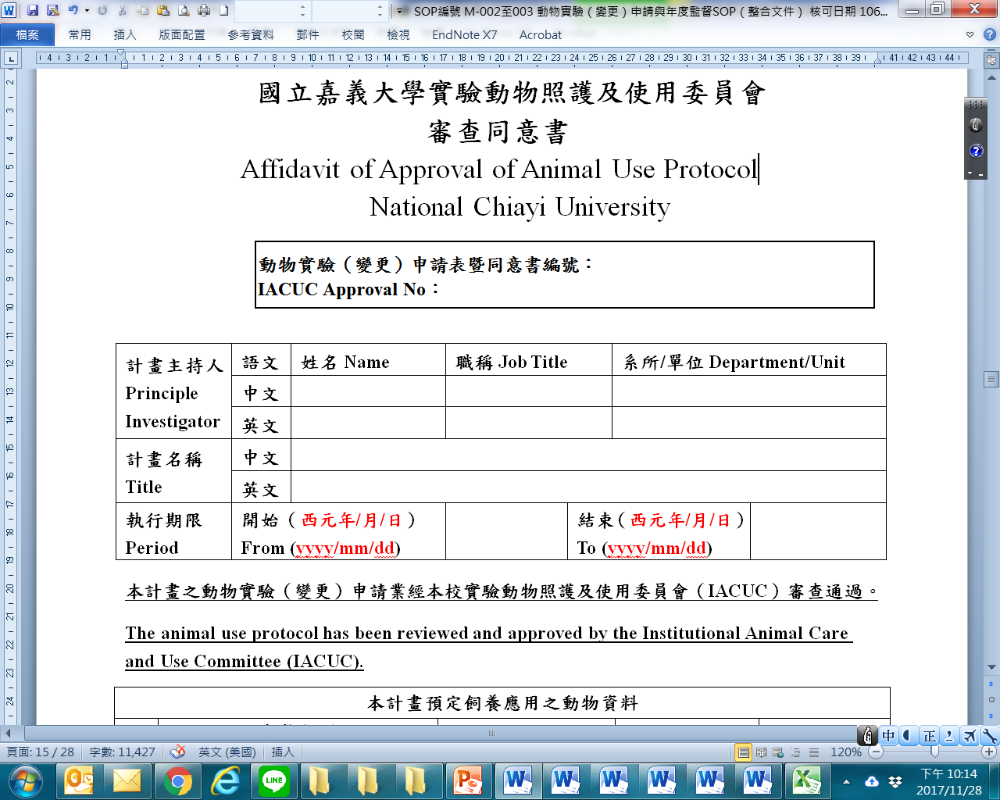 SOP編號 M-002至003 動物實驗（變更）申請與年度監督SOP（整合文件） 核可日期 106...
檔案 常用 插入 版面配置 參考資料 郵件 校閱 檢視 EndNote X7 Acrobat
國立嘉義大學實驗動物照護及使用委員會
審查同意書
Affidavit of Approval of Animal Use Protocol
National Chiayi University
動物實驗（變更）申請表暨同意書編號：
IACUC Approval No：
計畫主持人 Principle Investigator
語文 姓名 Name 職稱 Job Title 系所/單位 Department/Unit
中文
英文
計畫名稱 Title
中文
英文
執行期限 Period
開始（西元年/月/日）
From (yyyy/mm/dd)
結束（西元年/月/日）
To (yyyy/mm/dd)
本計畫之動物實驗（變更）申請業經本校實驗動物照護及使用委員會（IACUC）審查通過。
The animal use protocol has been reviewed and approved by the Institutional Animal Care
and Use Committee (IACUC).
本計畫預定飼養應用之動物資料
中 正
頁面: 15 / 28 字數: 11,427 英文 (美國) 插入 120%
LINE
下午 10:14
2017/11/28